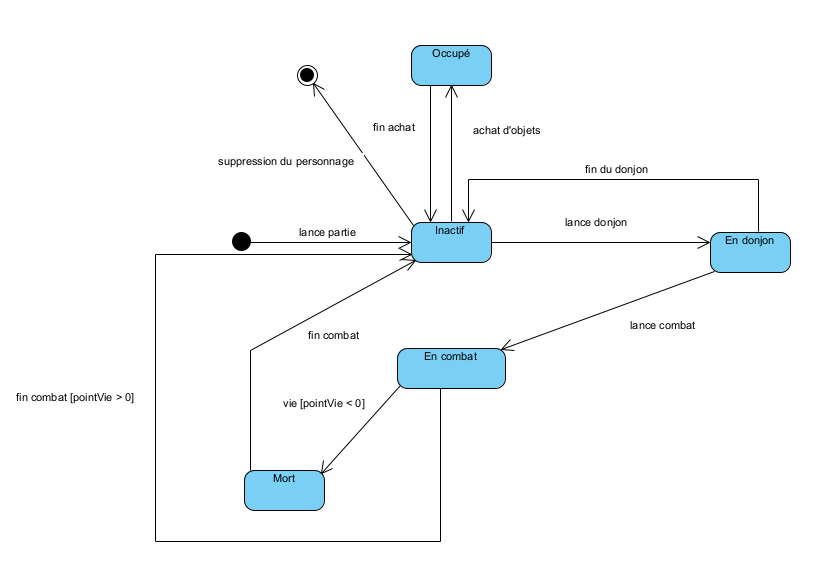 Occupé
fin achat
achat d'objets
suppression du personnage
fin du donjon
lance partie
Inactif
lance donjon
En donjon
lance combat
fin combat
En combat
fin combat [pointVie > 0]
vie [pointVie < 0]
Mort